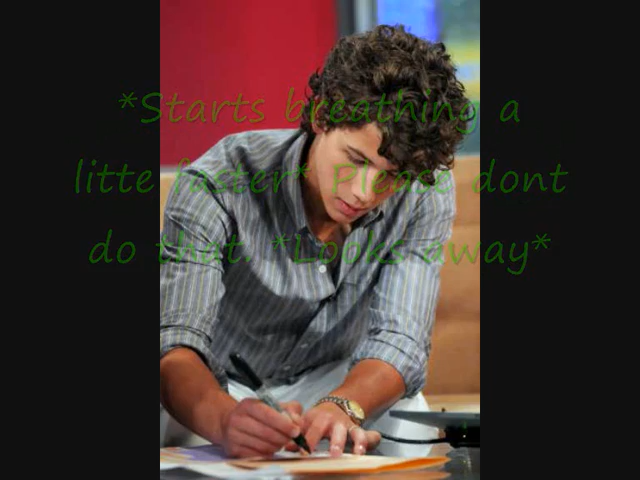 *Starts breathing a
litte faster* Please dont
do that. *Looks away*